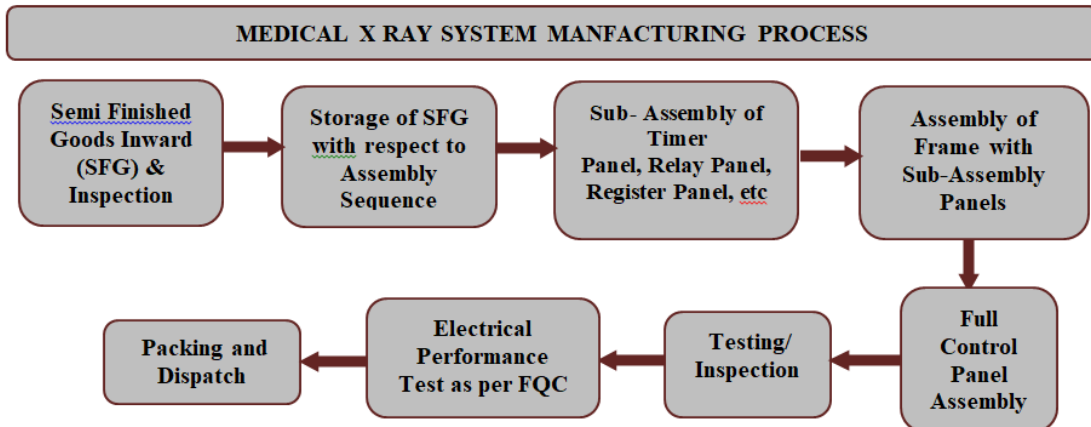 MEDICAL X RAY SYSTEM MANFACTURING PROCESS
Semi Finished
Goods Inward
(SFG) &
Inspection
Storage of SFG
with respect to
Assembly
Sequence
Sub- Assembly of
Timer
Panel, Relay Panel,
Register Panel, etc
Assembly of
Frame with
Sub-Assembly
Panels
Full
Control
Panel
Assembly
Testing/
Inspection
Electrical
Performance
Test as per FQC
Packing and
Dispatch